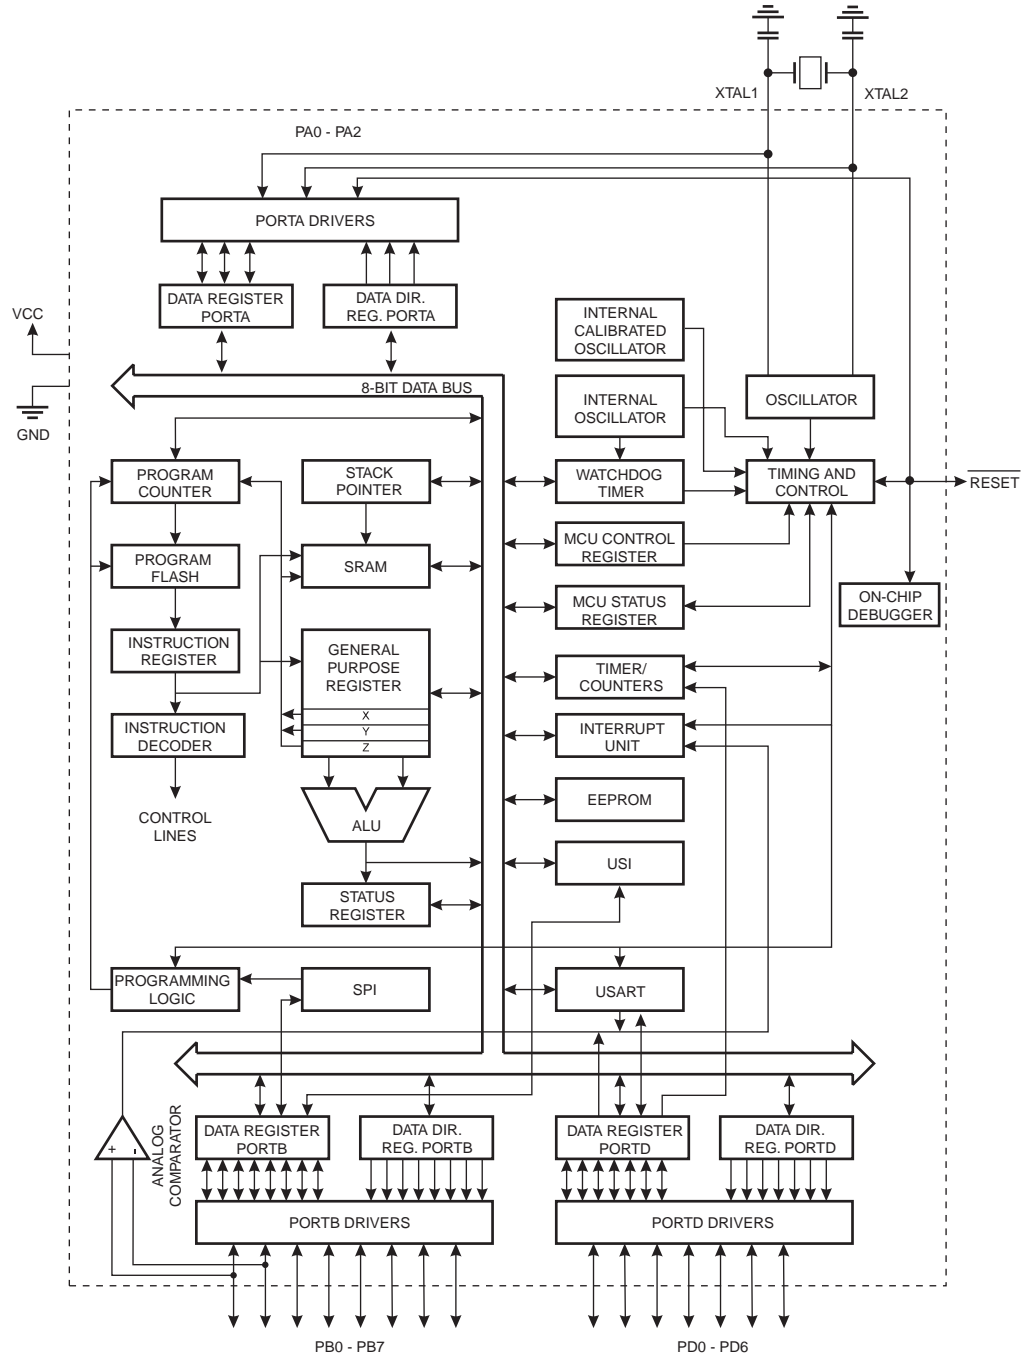 XTAL1
XTAL2
PA0 - PA2
PORTA DRIVERS
DATA REGISTER
PORTA
DATA DIR.
REG. PORTA
VCC
GND
8-BIT DATA BUS
INTERNAL
CALIBRATED
OSCILLATOR
INTERNAL
OSCILLATOR
OSCILLATOR
PROGRAM
COUNTER
STACK
POINTER
WATCHDOG
TIMER
TIMING AND
CONTROL
RESET
PROGRAM
FLASH
SRAM
MCU CONTROL
REGISTER
MCU STATUS
REGISTER
ON-CHIP
DEBUGGER
INSTRUCTION
REGISTER
GENERAL
PURPOSE
REGISTER
X
Y
Z
TIMER/
COUNTERS
INSTRUCTION
DECODER
INTERRUPT
UNIT
CONTROL
LINES
ALU
EEPROM
USI
STATUS
REGISTER
PROGRAMMING
LOGIC
SPI
USART
ANALOG
COMPARATOR
+
-
DATA REGISTER
PORTB
DATA DIR.
REG. PORTB
DATA REGISTER
PORTD
DATA DIR.
REG. PORTD
PORTB DRIVERS
PORTD DRIVERS
PB0 - PB7
PD0 - PD6